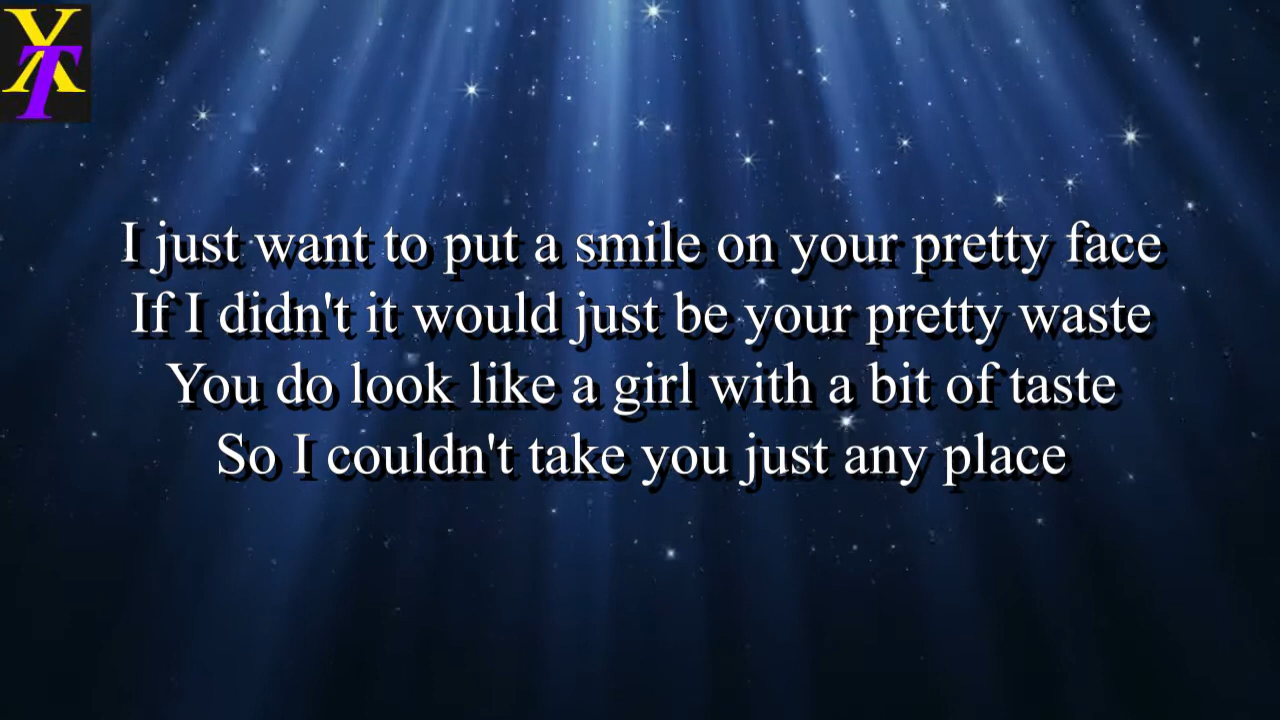 XT
I just want to put a smile on your pretty face
If I didn't it would just be your pretty waste
You do look like a girl with a bit of taste
So I couldn't take you just any place